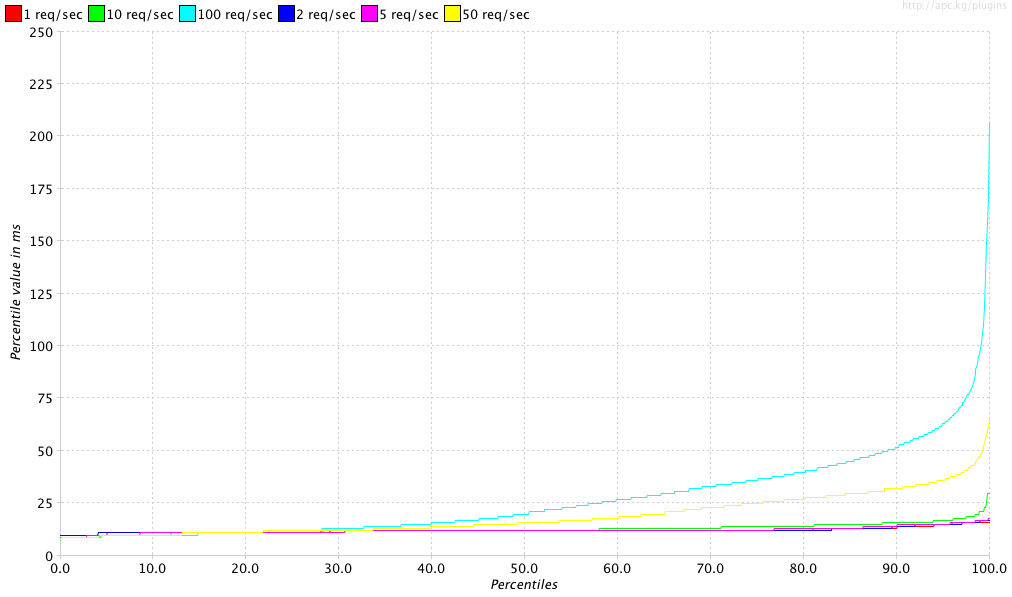 http://apc.kg/plugins
1 req/sec 10 req/sec 100 req/sec 2 req/sec 5 req/sec 50 req/sec
250
225
200
175
150
125
100
75
50
25
0
Percentile value in ms
0.0 10.0 20.0 30.0 40.0 50.0 60.0 70.0 80.0 90.0 100.0
Percentiles